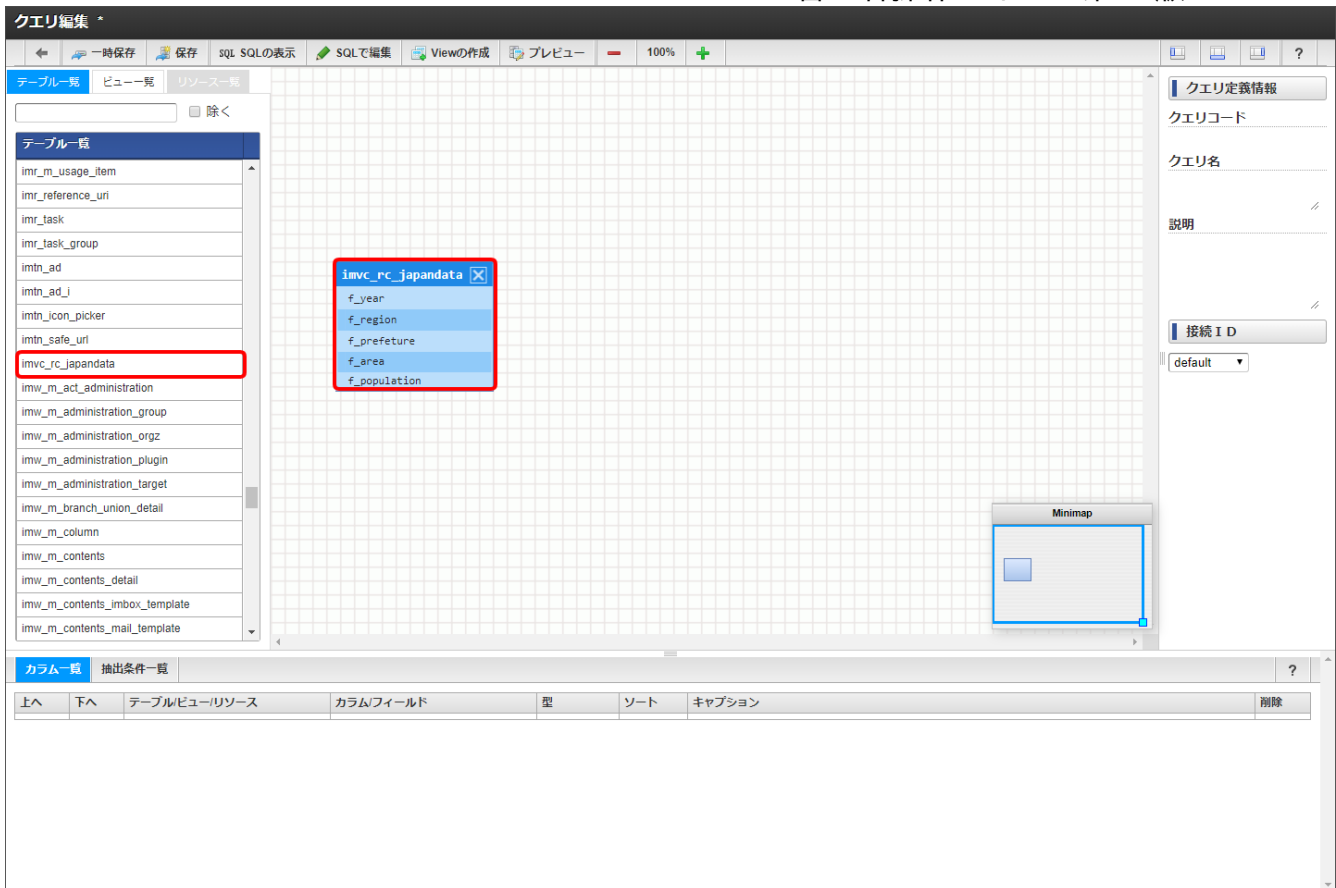 クエリ編集 *
一時保存 保存 SQL SQLの表示 SQLで編集 Viewの作成 プレビュー 100% ?
テーブル一覧 ビュー一覧 リソース一覧
除く
テーブル一覧
imr_m_usage_item
imr_reference_uri
imr_task
imr_task_group
imtn_ad
imtn_ad_i
imtn_icon_picker
imtn_safe_url
imvc_rc_japandata
imw_m_act_administration
imw_m_administration_group
imw_m_administration_orgz
imw_m_administration_plugin
imw_m_administration_target
imw_m_branch_union_detail
imw_m_column
imw_m_contents
imw_m_contents_detail
imw_m_contents_imbox_template
imw_m_contents_mail_template
imvc_rc_japandata
f_year
f_region
f_prefeture
f_area
f_population
Minimap
クエリ定義情報
クエリコード
クエリ名
説明
接続ID
default
カラム一覧 抽出条件一覧 ?
上へ 下へ テーブル/ビュー/リソース カラム/フィールド 型 ソート キャプション 削除